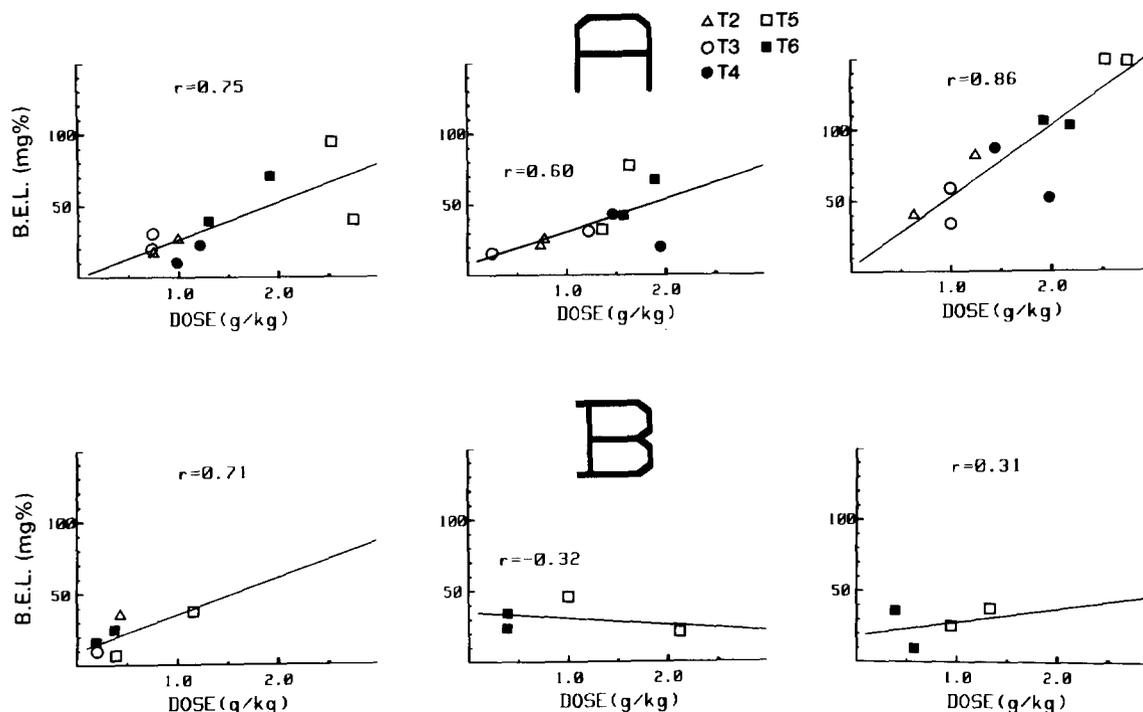 A
△ T2 □ T5
○ T3 ■ T6
● T4
B.E.L. (mg%)
r=0.75
100
50
1.0 2.0
DOSE(g/kg)
r=0.60
100
50
1.0 2.0
DOSE(g/kg)
r=0.86
100
50
1.0 2.0
DOSE(g/kg)
B
B.E.L. (mg%)
r=0.71
100
50
1.0 2.0
DOSE(g/kg)
r=-0.32
100
50
1.0 2.0
DOSE(g/kg)
r=0.31
100
50
1.0 2.0
DOSE(g/kg)